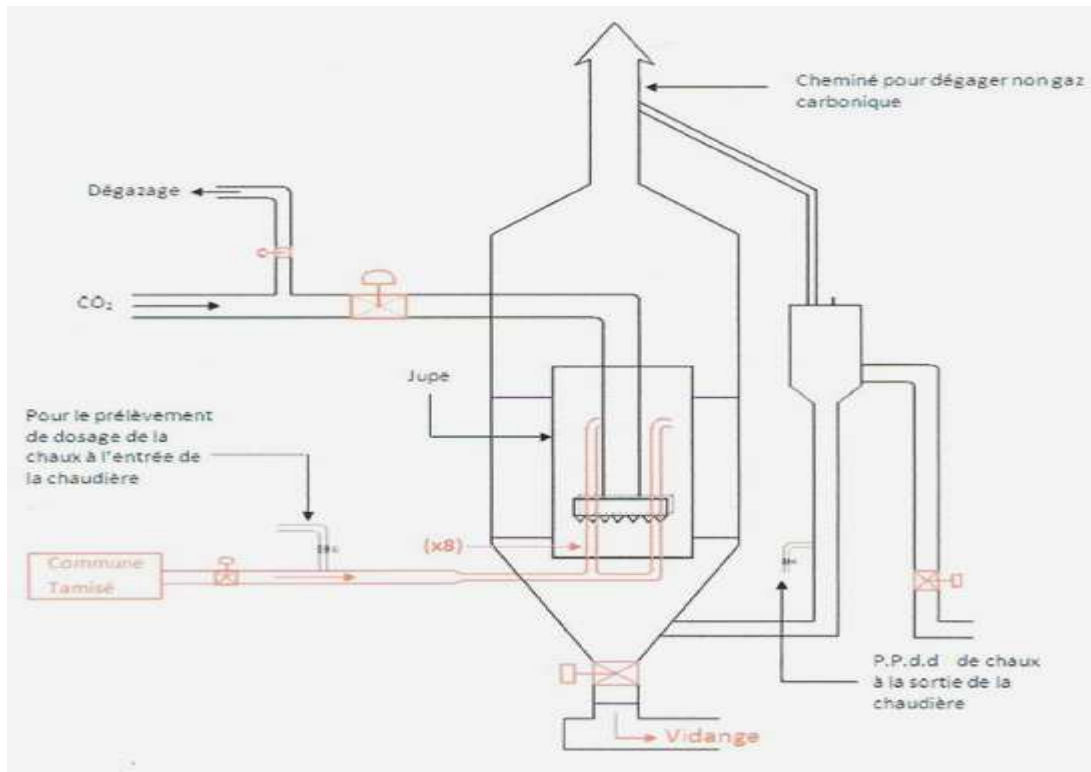 Cheminé pour dégager non gaz
carbonique
Dégazage
CO₂
Jupe
Pour le prélèvement
de dosage de la
chaux à l'entrée de
la chaudière
(x8)
Commune
Tamisé
P.P.d.d de chaux
à la sortie de la
chaudière
Vidange